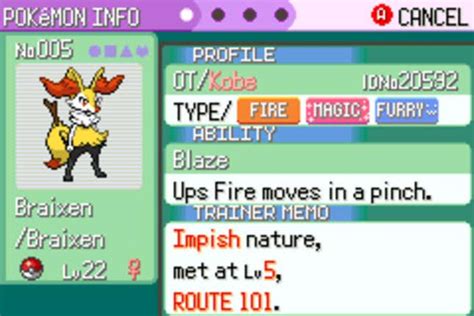 POKéMON INFO
A CANCEL
No005
PROFILE
OT/Kobe
IDNo20592
TYPE/ FIRE MAGIC FURRY
ABILITY
Blaze
Ups Fire moves in a pinch.
Braixen
/Braixen
Lv22 ♀
TRAINER MEMO
Impish nature,
met at Lv5,
ROUTE 101.